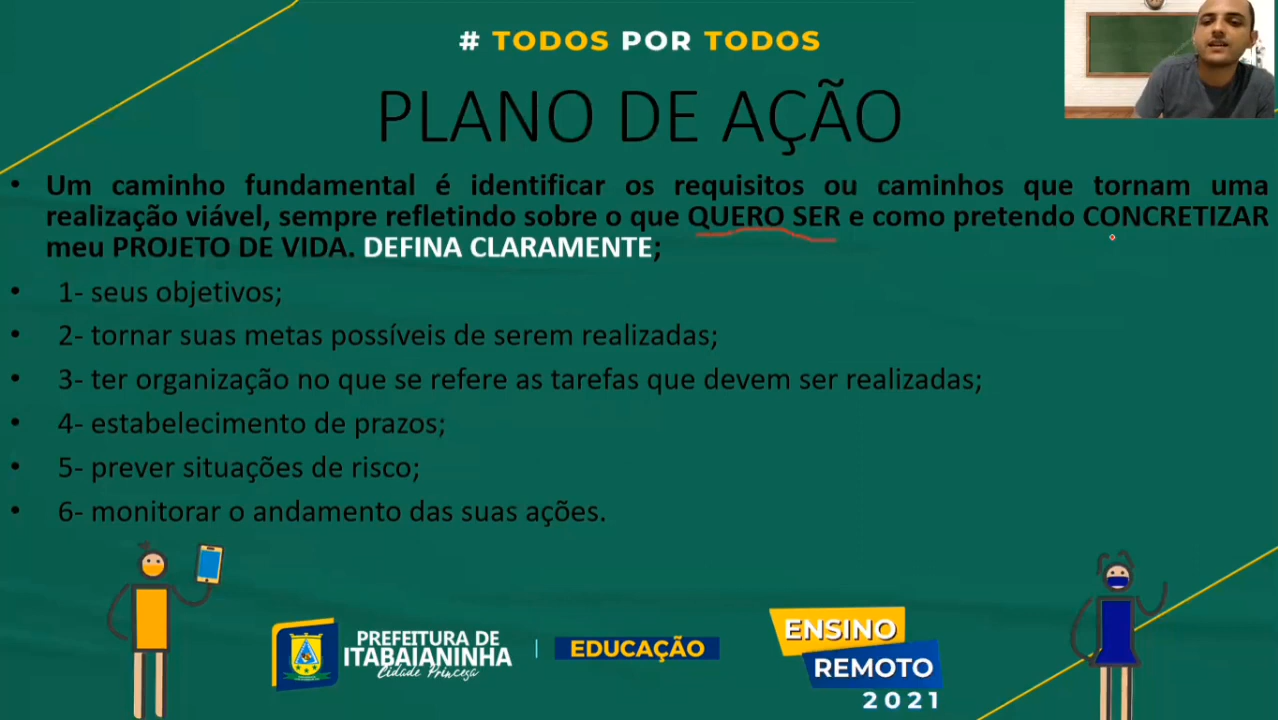 # TODOS POR TODOS
PLANO DE AÇÃO
• Um caminho fundamental é identificar os requisitos ou caminhos que tornam uma
realização viável, sempre refletindo sobre o que QUERO SER e como pretendo CONCRETIZAR
meu PROJETO DE VIDA. DEFINA CLARAMENTE;
• 1- seus objetivos;
• 2- tornar suas metas possíveis de serem realizadas;
• 3- ter organização no que se refere as tarefas que devem ser realizadas;
• 4- estabelecimento de prazos;
• 5- prever situações de risco;
• 6- monitorar o andamento das suas ações.
PREFEITURA DE
ITABAIANINHA
Cidade Princesa
EDUCAÇÃO
ENSINO
REMOTO
2021